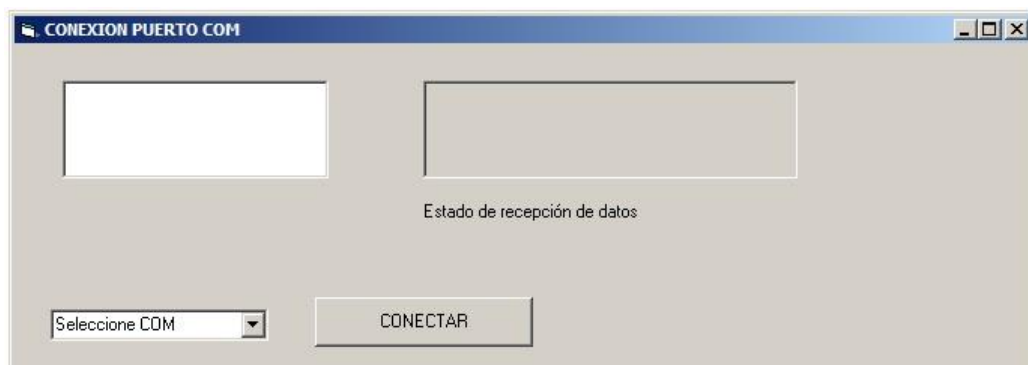 CONEXION PUERTO COM
Estado de recepción de datos
Seleccione COM
CONECTAR